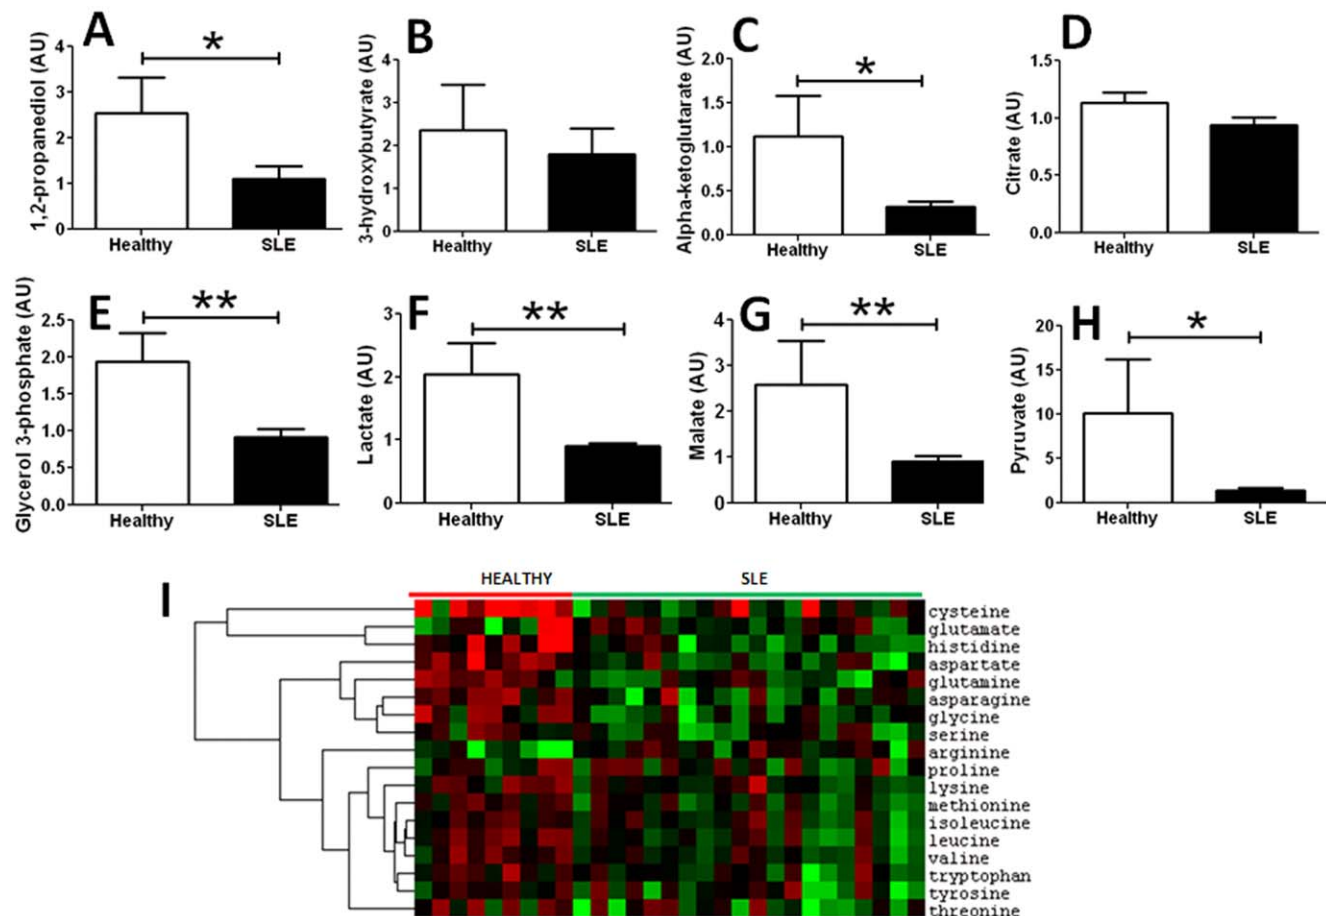 A
1,2-propanediol (AU)
4
3
2
1
0
*
Healthy
SLE
B
3-hydroxybutyrate (AU)
4
3
2
1
0
Healthy
SLE
C
Alpha-ketoglutarate (AU)
2.0
1.5
1.0
0.5
0.0
*
Healthy
SLE
D
Citrate (AU)
1.5
1.0
0.5
0.0
Healthy
SLE
E
Glycerol 3-phosphate (AU)
2.5
2.0
1.5
1.0
0.5
0.0
**
Healthy
SLE
F
Lactate (AU)
3
2
1
0
**
Healthy
SLE
G
Malate (AU)
4
3
2
1
0
**
Healthy
SLE
H
Pyruvate (AU)
20
15
10
5
0
*
Healthy
SLE
I
HEALTHY
SLE
cysteine
glutamate
histidine
aspartate
glutamine
asparagine
glycine
serine
arginine
proline
lysine
methionine
isoleucine
leucine
valine
tryptophan
tyrosine
threonine